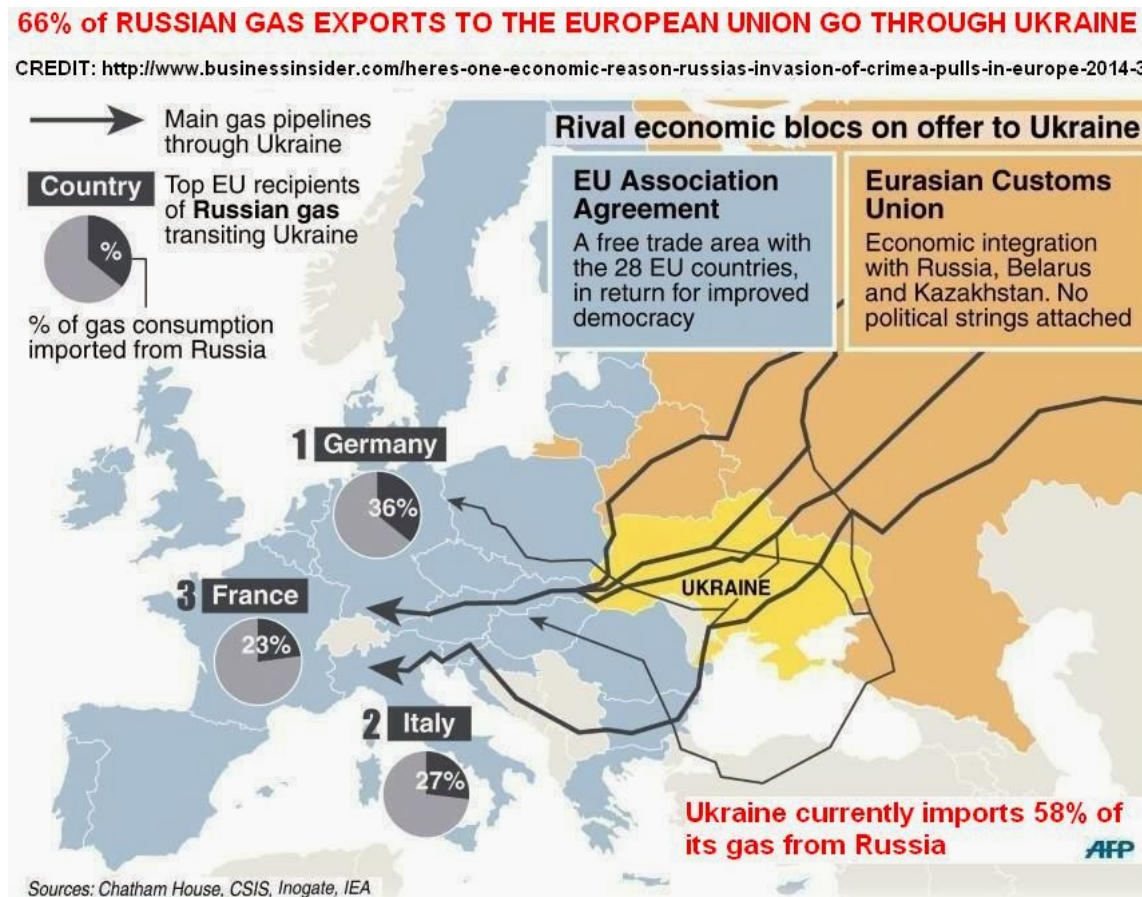 66% of RUSSIAN GAS EXPORTS TO THE EUROPEAN UNION GO THROUGH UKRAINE
CREDIT: http://www.businessinsider.com/heres-one-economic-reason-russias-invasion-of-crimea-pulls-in-europe-2014-3
Main gas pipelines
through Ukraine
Country
Top EU recipients
of Russian gas
transiting Ukraine
%
% of gas consumption
imported from Russia
Rival economic blocs on offer to Ukraine
EU Association
Agreement
A free trade area with
the 28 EU countries,
in return for improved
democracy
Eurasian Customs
Union
Economic integration
with Russia, Belarus
and Kazakhstan. No
political strings attached
1 Germany
36%
3 France
23%
2 Italy
27%
UKRAINE
Ukraine currently imports 58% of
its gas from Russia
AFP
Sources: Chatham House, CSIS, Inogate, IEA